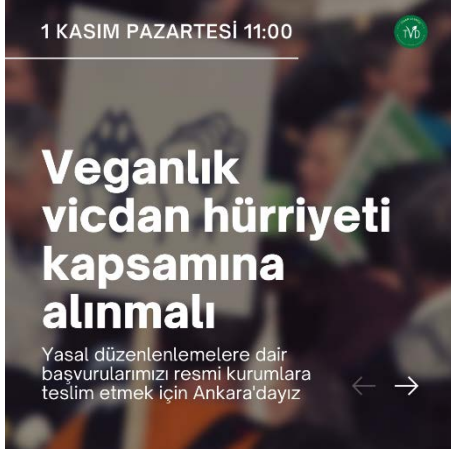 1 KASIM PAZARTESİ 11:00
TVD
Veganlık
vicdan hürriyeti
kapsamına
alınmalı
Yasal düzenlenlemelere dair
başvurularımızı resmi kurumlara
teslim etmek için Ankara'dayız